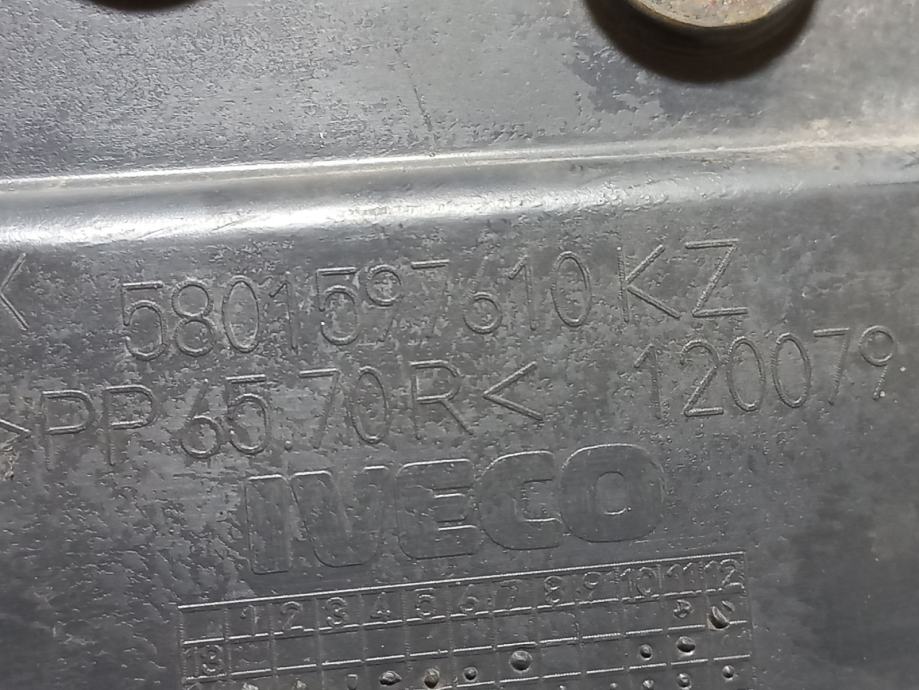 5801597610 KZ
>PP 65.70R< 120079
IVECO
1 2 3 4 5 6 7 8 9 10 11 12
13